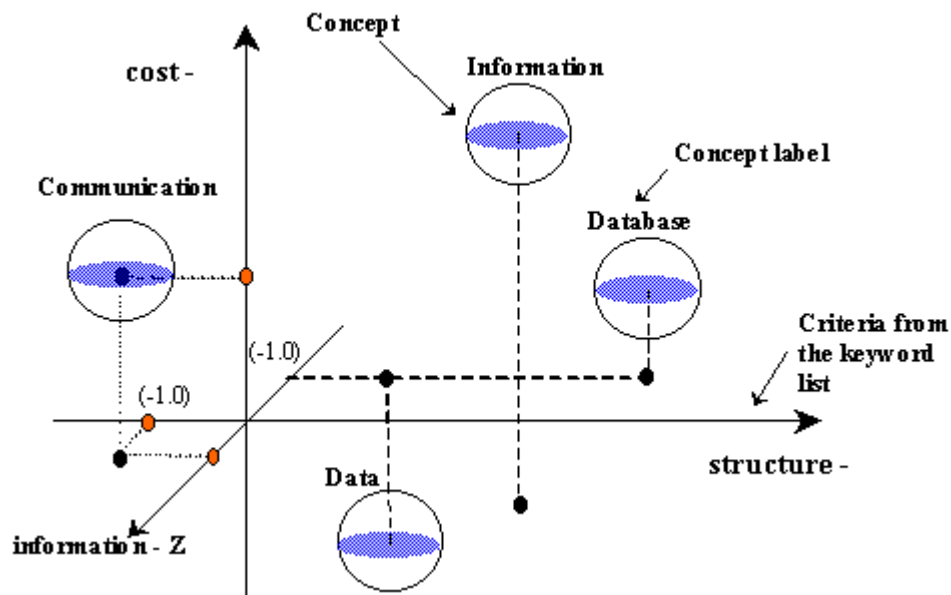 Concept
cost -
Information
Concept label
Communication
Database
Criteria from
the keyword
list
(-1.0)
(-1.0)
structure -
Data
information - Z